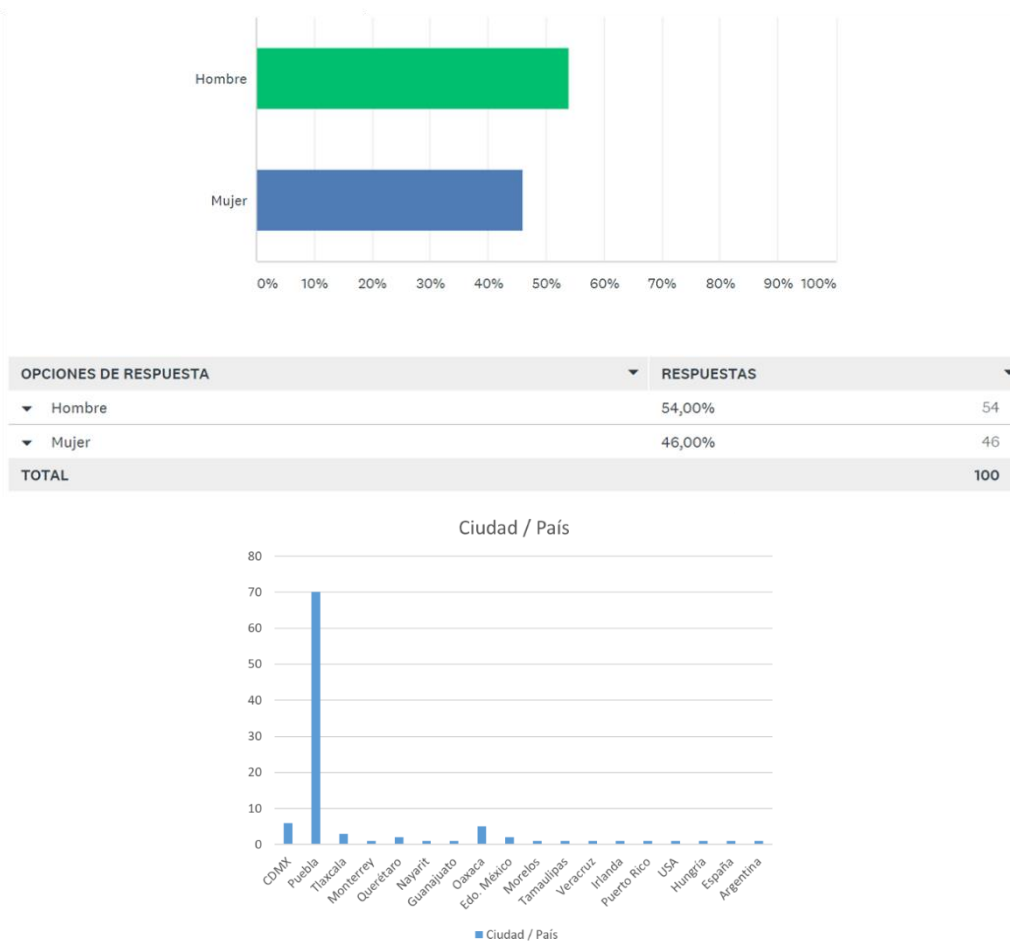 Hombre
Mujer
0% 10% 20% 30% 40% 50% 60% 70% 80% 90% 100%
OPCIONES DE RESPUESTA RESPUESTAS
Hombre 54,00% 54
Mujer 46,00% 46
TOTAL 100
Ciudad / País
80
70
60
50
40
30
20
10
0
CDMX Puebla Tlaxcala Monterrey Querétaro Nayarit Guanajuato Oaxaca Edo. México Morelos Tamaulipas Veracruz Irlanda Puerto Rico USA Hungría España Argentina
Ciudad / País